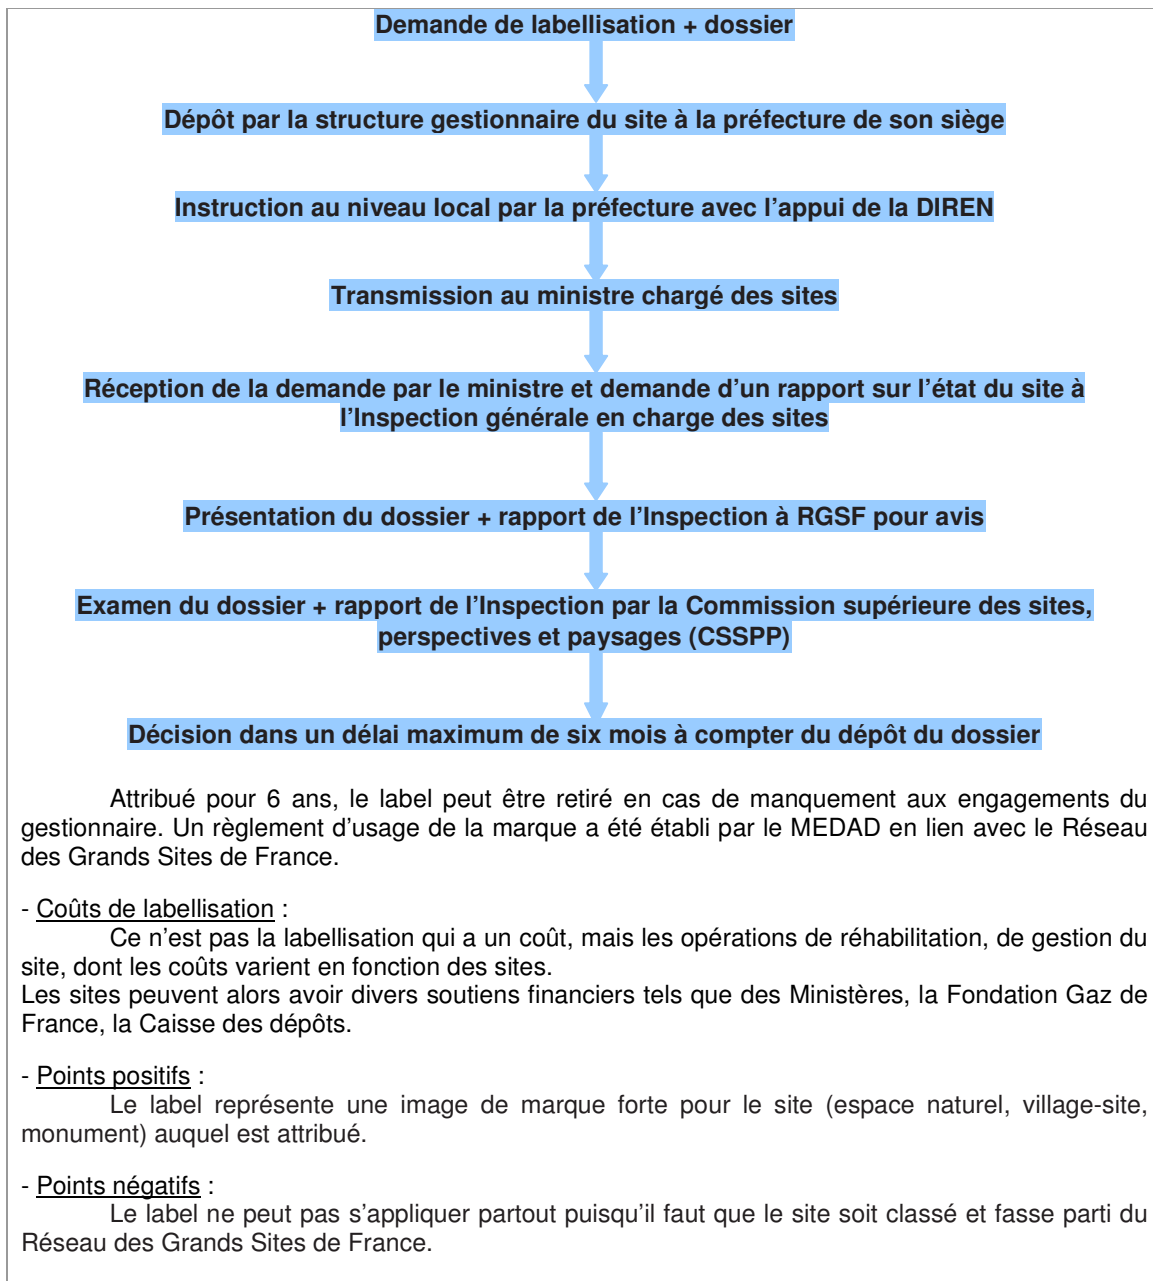 Demande de labellisation + dossier
Dépôt par la structure gestionnaire du site à la préfecture de son siège
Instruction au niveau local par la préfecture avec l'appui de la DIREN
Transmission au ministre chargé des sites
Réception de la demande par le ministre et demande d'un rapport sur l'état du site à
l'Inspection générale en charge des sites
Présentation du dossier + rapport de l'Inspection à RGSF pour avis
Examen du dossier + rapport de l'Inspection par la Commission supérieure des sites,
perspectives et paysages (CSSPP)
Décision dans un délai maximum de six mois à compter du dépôt du dossier
Attribué pour 6 ans, le label peut être retiré en cas de manquement aux engagements du
gestionnaire. Un règlement d'usage de la marque a été établi par le MEDAD en lien avec le Réseau
des Grands Sites de France.
- Coûts de labellisation :
Ce n'est pas la labellisation qui a un coût, mais les opérations de réhabilitation, de gestion du
site, dont les coûts varient en fonction des sites.
Les sites peuvent alors avoir divers soutiens financiers tels que des Ministères, la Fondation Gaz de
France, la Caisse des dépôts.
- Points positifs :
Le label représente une image de marque forte pour le site (espace naturel, village-site,
monument) auquel est attribué.
- Points négatifs :
Le label ne peut pas s'appliquer partout puisqu'il faut que le site soit classé et fasse parti du
Réseau des Grands Sites de France.